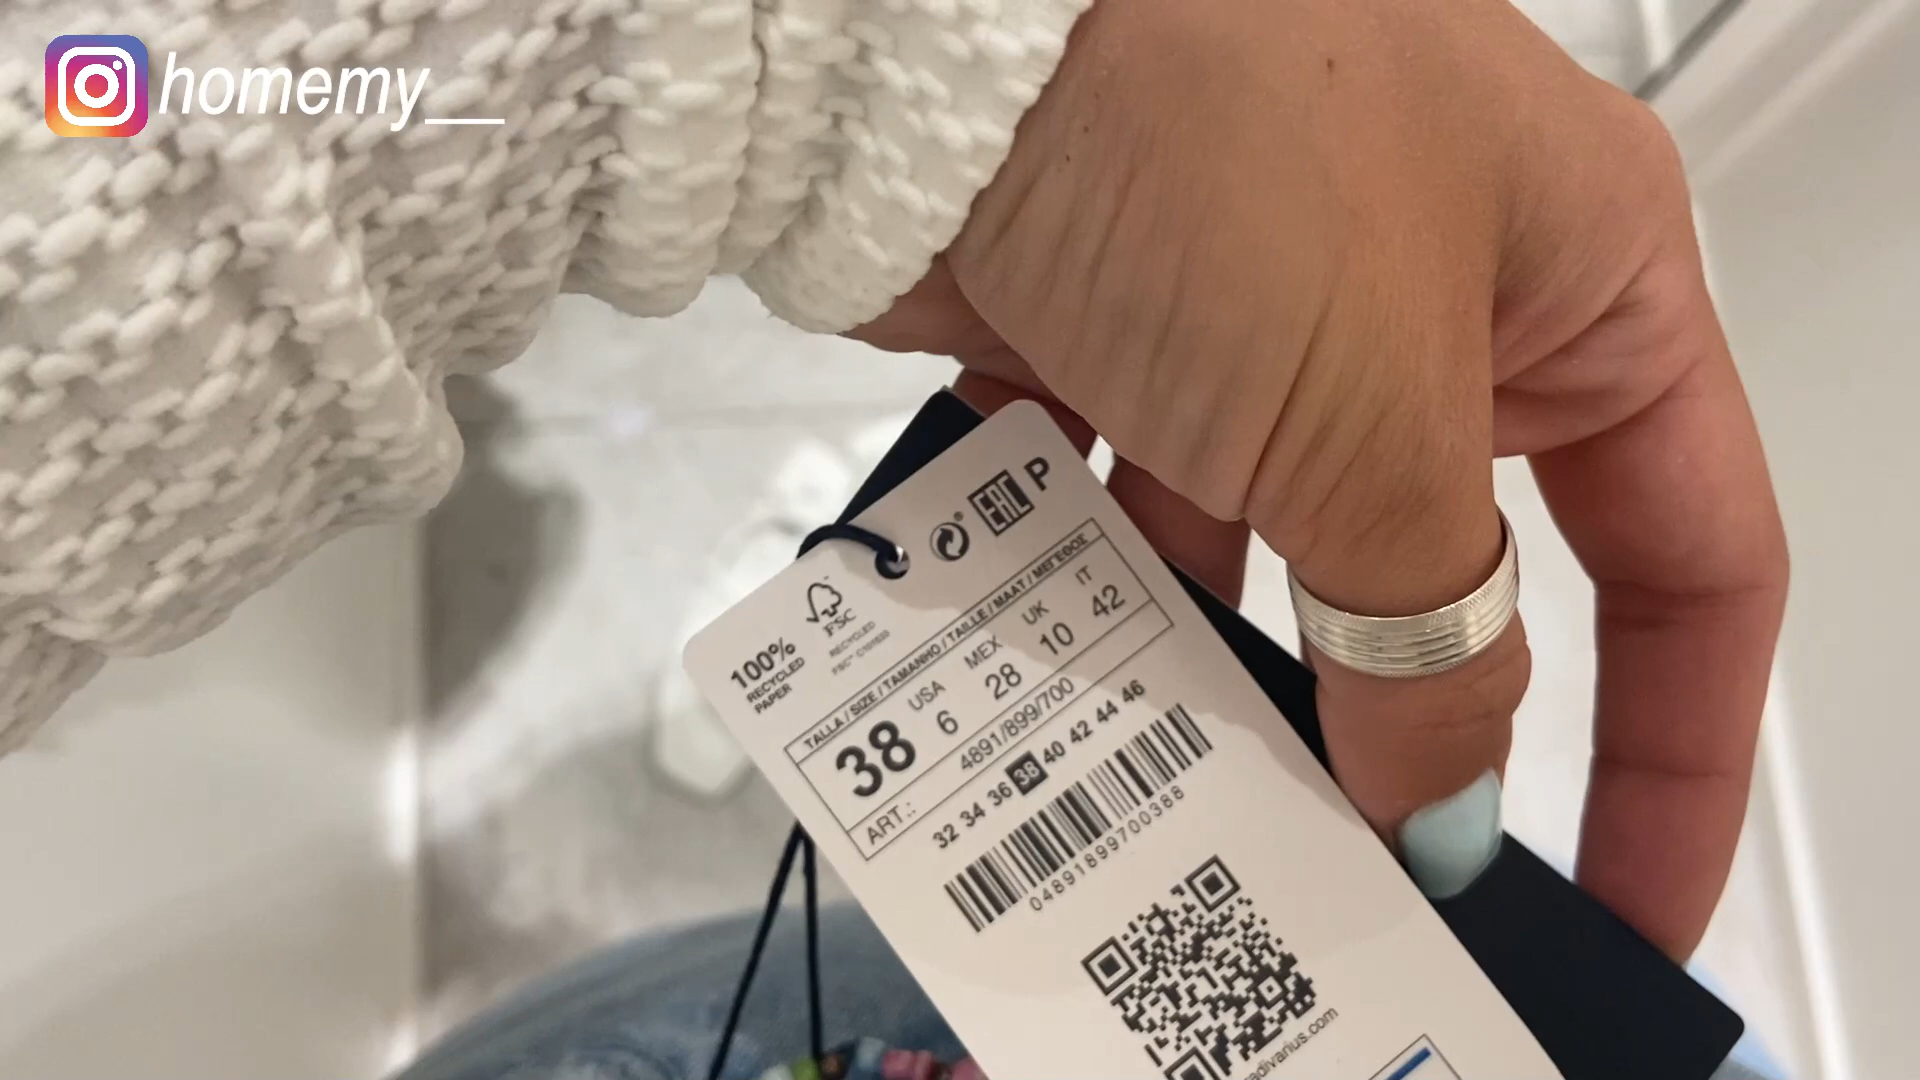 homemy__
P
EAC
100%
RECYCLED
PAPER
FSC
RECYCLED
TALLA / SIZE / TAMANHO / TAILLE / MAAT / ΜΕΓΕΘΟΣ
38
USA
6
MEX
28
UK
10
IT
42
ART.: 4891/899/700
32 34 36 38 40 42 44 46
04891899700388